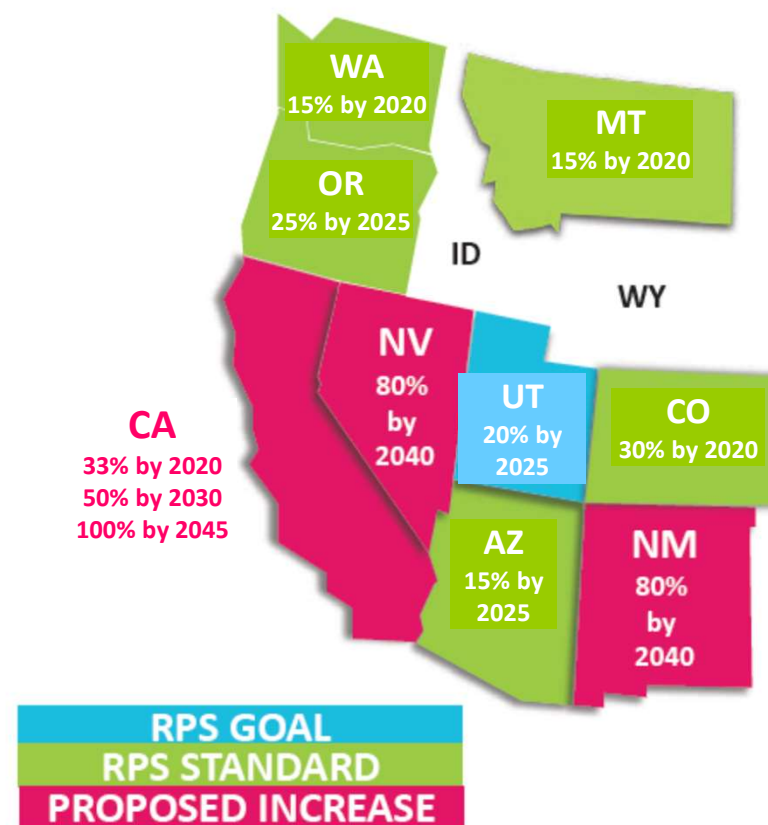 WA
15% by 2020
MT
15% by 2020
OR
25% by 2025
ID
WY
NV
80%
by
2040
UT
20% by
2025
CO
30% by 2020
CA
33% by 2020
50% by 2030
100% by 2045
AZ
15% by
2025
NM
80%
by
2040
RPS GOAL
RPS STANDARD
PROPOSED INCREASE